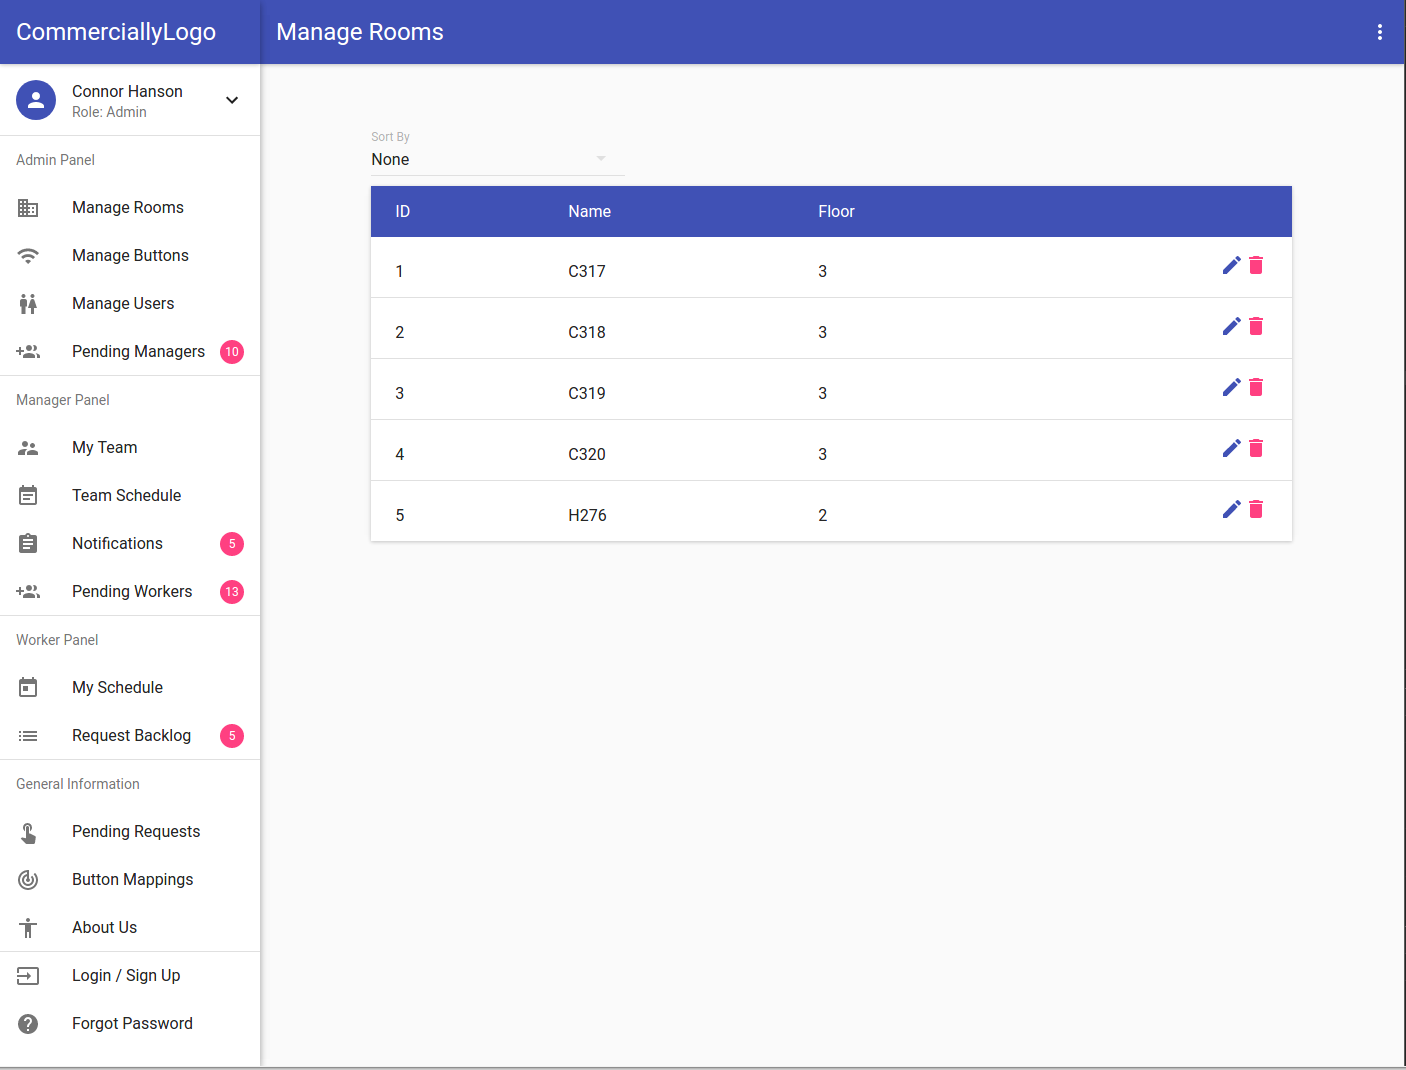 CommerciallyLogo
Manage Rooms
Connor Hanson
Role: Admin
Admin Panel
Manage Rooms
Manage Buttons
Manage Users
Pending Managers 10
Manager Panel
My Team
Team Schedule
Notifications 5
Pending Workers 13
Worker Panel
My Schedule
Request Backlog 5
General Information
Pending Requests
Button Mappings
About Us
Login / Sign Up
Forgot Password
Sort By
None
ID Name Floor
1 C317 3
2 C318 3
3 C319 3
4 C320 3
5 H276 2